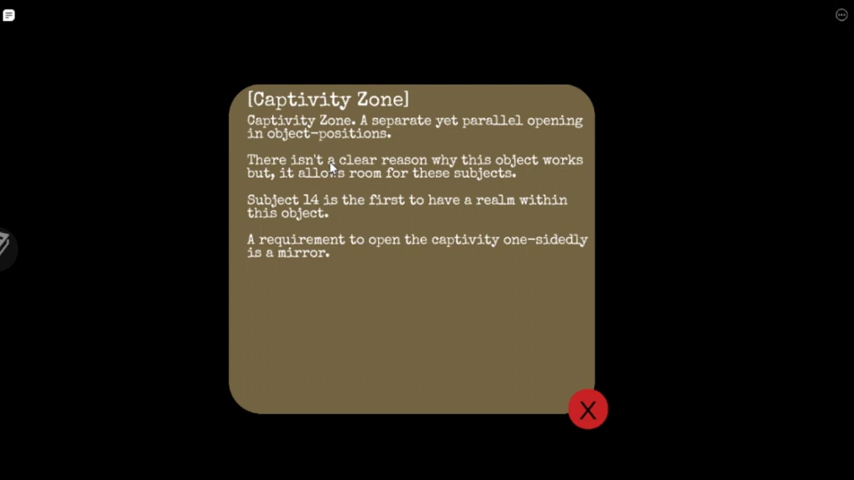 [Captivity Zone]
Captivity Zone. A separate yet parallel opening
in object-positions.
There isn't a clear reason why this object works
but, it allows room for these subjects.
Subject 14 is the first to have a realm within
this object.
A requirement to open the captivity one-sidedly
is a mirror.
X